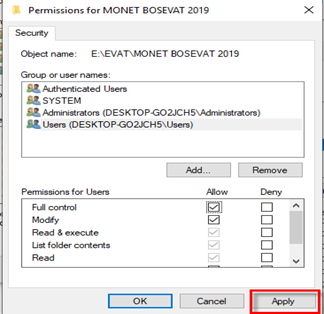 Permissions for MONET BOSEVAT 2019
Security
Object name: E:\EVAT\MONET BOSEVAT 2019
Group or user names:
Authenticated Users
SYSTEM
Administrators (DESKTOP-GO2JCH5\Administrators)
Users (DESKTOP-GO2JCH5\Users)
Add... Remove
Permissions for Users Allow Deny
Full control
Modify
Read & execute
List folder contents
Read
OK Cancel Apply